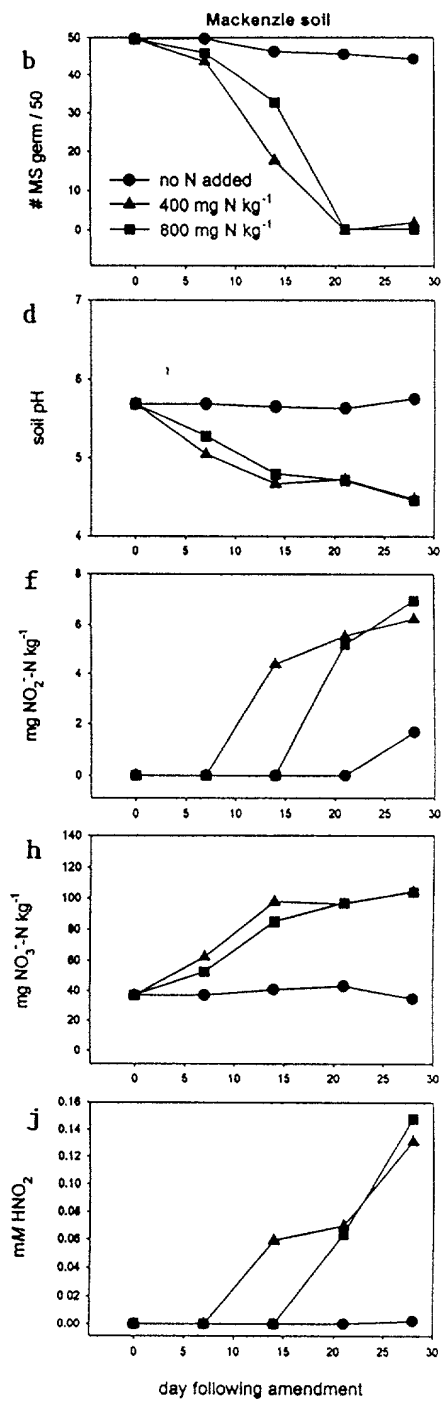 Mackenzie soil
b
# MS germ / 50
50
40
30
20
10
0
no N added
400 mg N kg⁻¹
800 mg N kg⁻¹
0 5 10 15 20 25 30
d
soil pH
7
6
5
4
0 5 10 15 20 25 30
f
mg NO₂⁻-N kg⁻¹
8
6
4
2
0
0 5 10 15 20 25 30
h
mg NO₃⁻-N kg⁻¹
140
120
100
80
60
40
20
0
0 5 10 15 20 25 30
j
mM HNO₂
0.16
0.14
0.12
0.10
0.08
0.06
0.04
0.02
0.00
0 5 10 15 20 25 30
day following amendment